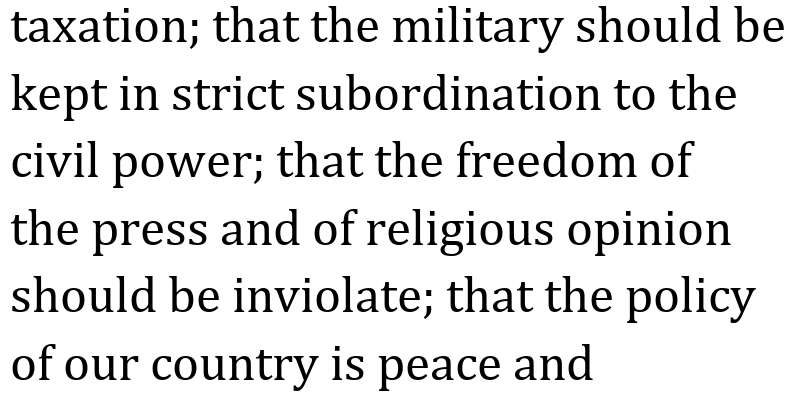 taxation; that the military should be
kept in strict subordination to the
civil power; that the freedom of
the press and of religious opinion
should be inviolate; that the policy
of our country is peace and